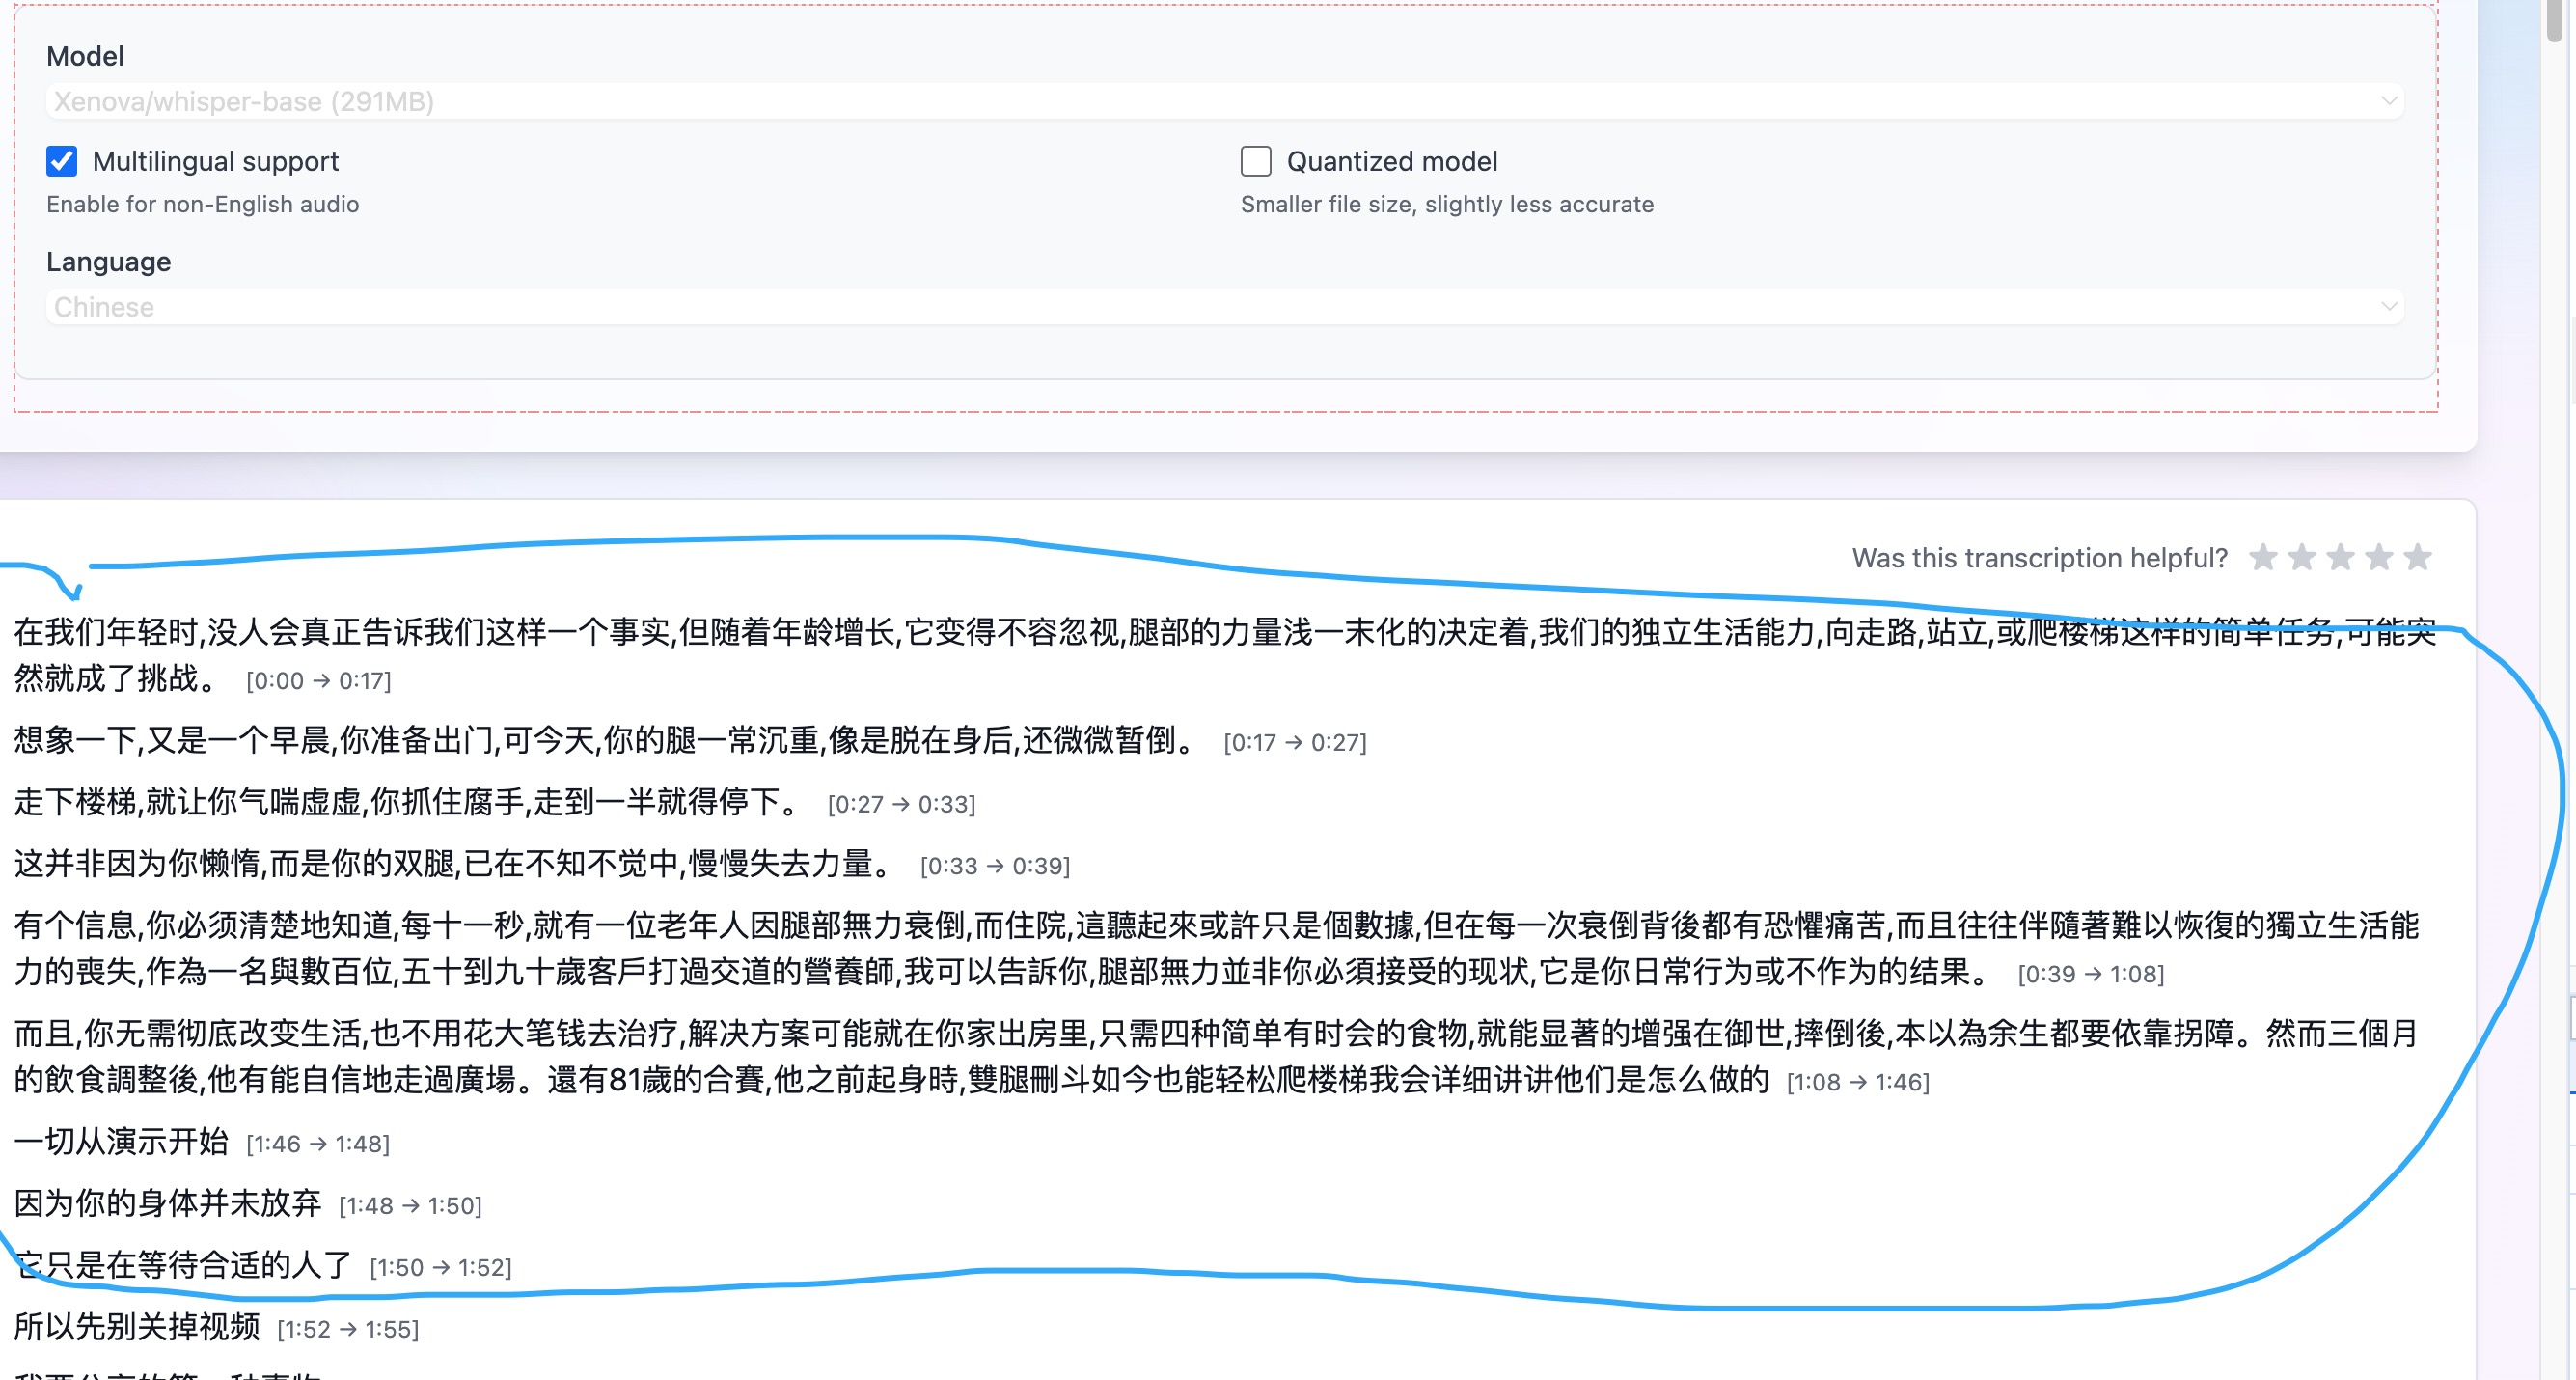 Model
Xenova/whisper-base (291MB)
Multilingual support
Quantized model
Enable for non-English audio
Smaller file size, slightly less accurate
Language
Chinese
Was this transcription helpful?
在我们年轻时,没人会真正告诉我们这样一个事实,但随着年龄增长,它变得不容忽视,腿部的力量浅一末化的决定着,我们的独立生活能力,向走路,站立,或爬楼梯这样的简单任务,可能突
然就成了挑战。 [0:00 → 0:17]
想象一下,又是一个早晨,你准备出门,可今天,你的腿一常沉重,像是脱在身后,还微微暂倒。 [0:17 → 0:27]
走下楼梯,就让你气喘虚虚,你抓住腐手,走到一半就得停下。 [0:27 → 0:33]
这并非因为你懒惰,而是你的双腿,已在不知不觉中,慢慢失去力量。 [0:33 → 0:39]
有个信息,你必须清楚地知道,每十一秒,就有一位老年人因腿部無力衰倒,而住院,這聽起來或許只是個數據,但在每一次衰倒背後都有恐懼痛苦,而且往往伴隨著難以恢復的獨立生活能
力的喪失,作為一名與數百位,五十到九十歲客戶打過交道的營養師,我可以告訴你,腿部無力並非你必須接受的现状,它是你日常行为或不作为的结果。 [0:39 → 1:08]
而且,你无需彻底改变生活,也不用花大笔钱去治疗,解决方案可能就在你家出房里,只需四种简单有时会的食物,就能显著的增强在御世,摔倒後,本以為余生都要依靠拐障。然而三個月
的飲食調整後,他有能自信地走過廣場。還有81歲的合賽,他之前起身時,雙腿刪斗如今也能轻松爬楼梯我会详细讲讲他们是怎么做的 [1:08 → 1:46]
一切从演示开始 [1:46 → 1:48]
因为你的身体并未放弃 [1:48 → 1:50]
它只是在等待合适的人了 [1:50 → 1:52]
所以先别关掉视频 [1:52 → 1:55]